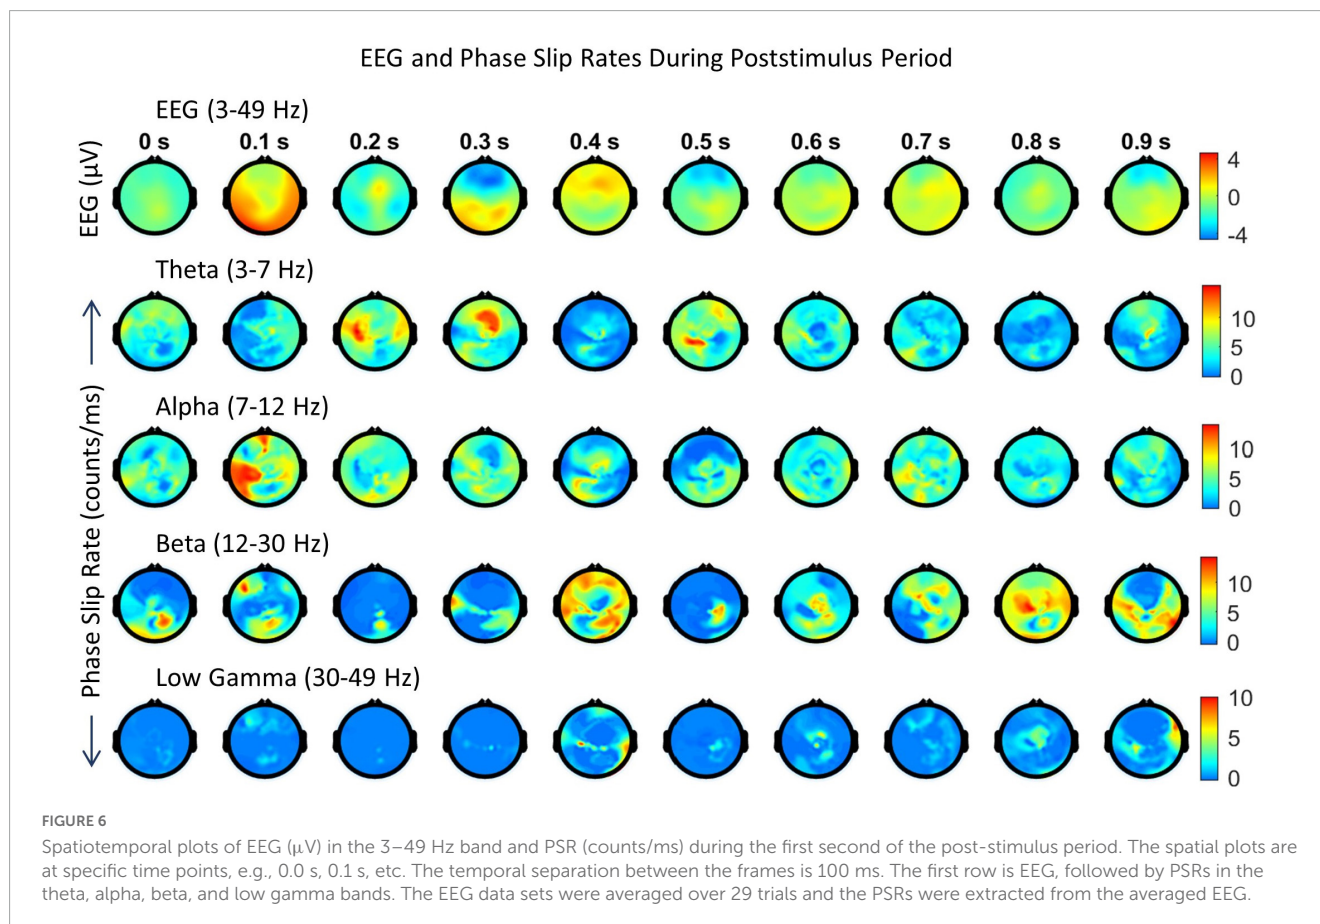 EEG and Phase Slip Rates During Poststimulus Period
EEG (3-49 Hz)
0 s 0.1 s 0.2 s 0.3 s 0.4 s 0.5 s 0.6 s 0.7 s 0.8 s 0.9 s
EEG (μV)
4
0
-4
Theta (3-7 Hz)
10
5
0
Phase Slip Rate (counts/ms)
Alpha (7-12 Hz)
10
5
0
Beta (12-30 Hz)
10
5
0
Low Gamma (30-49 Hz)
10
5
0
FIGURE 6
Spatiotemporal plots of EEG (μV) in the 3–49 Hz band and PSR (counts/ms) during the first second of the post-stimulus period. The spatial plots are
at specific time points, e.g., 0.0 s, 0.1 s, etc. The temporal separation between the frames is 100 ms. The first row is EEG, followed by PSRs in the
theta, alpha, beta, and low gamma bands. The EEG data sets were averaged over 29 trials and the PSRs were extracted from the averaged EEG.